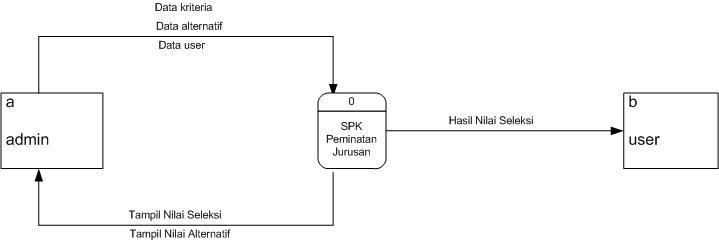 Data kriteria
Data alternatif
Data user
a
admin
0
SPK
Peminatan
Jurusan
Hasil Nilai Seleksi
b
user
Tampil Nilai Seleksi
Tampil Nilai Alternatif